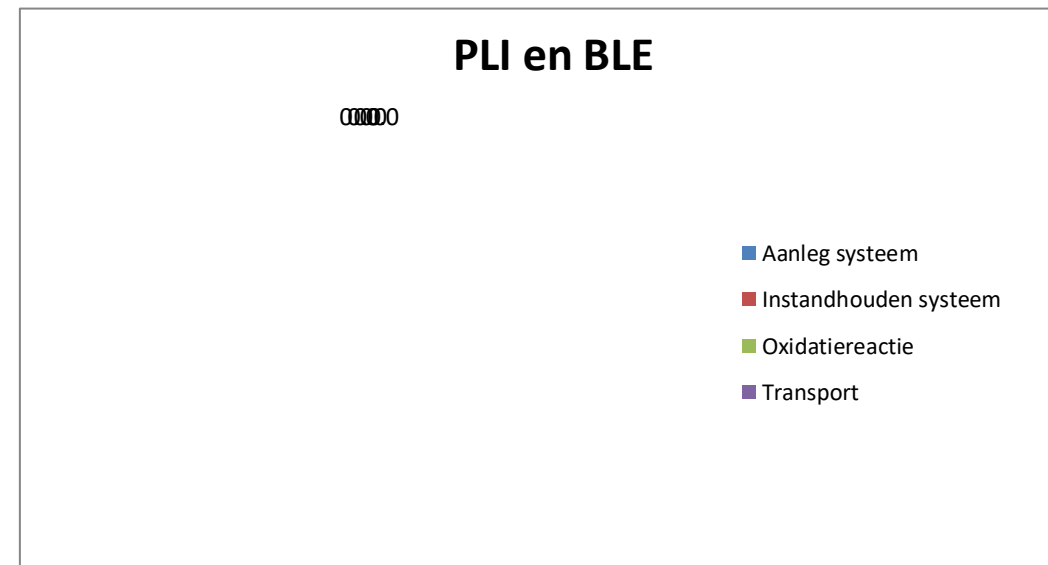 PLI en BLE
Aanleg systeem
Instandhouden systeem
Oxidatiereactie
Transport